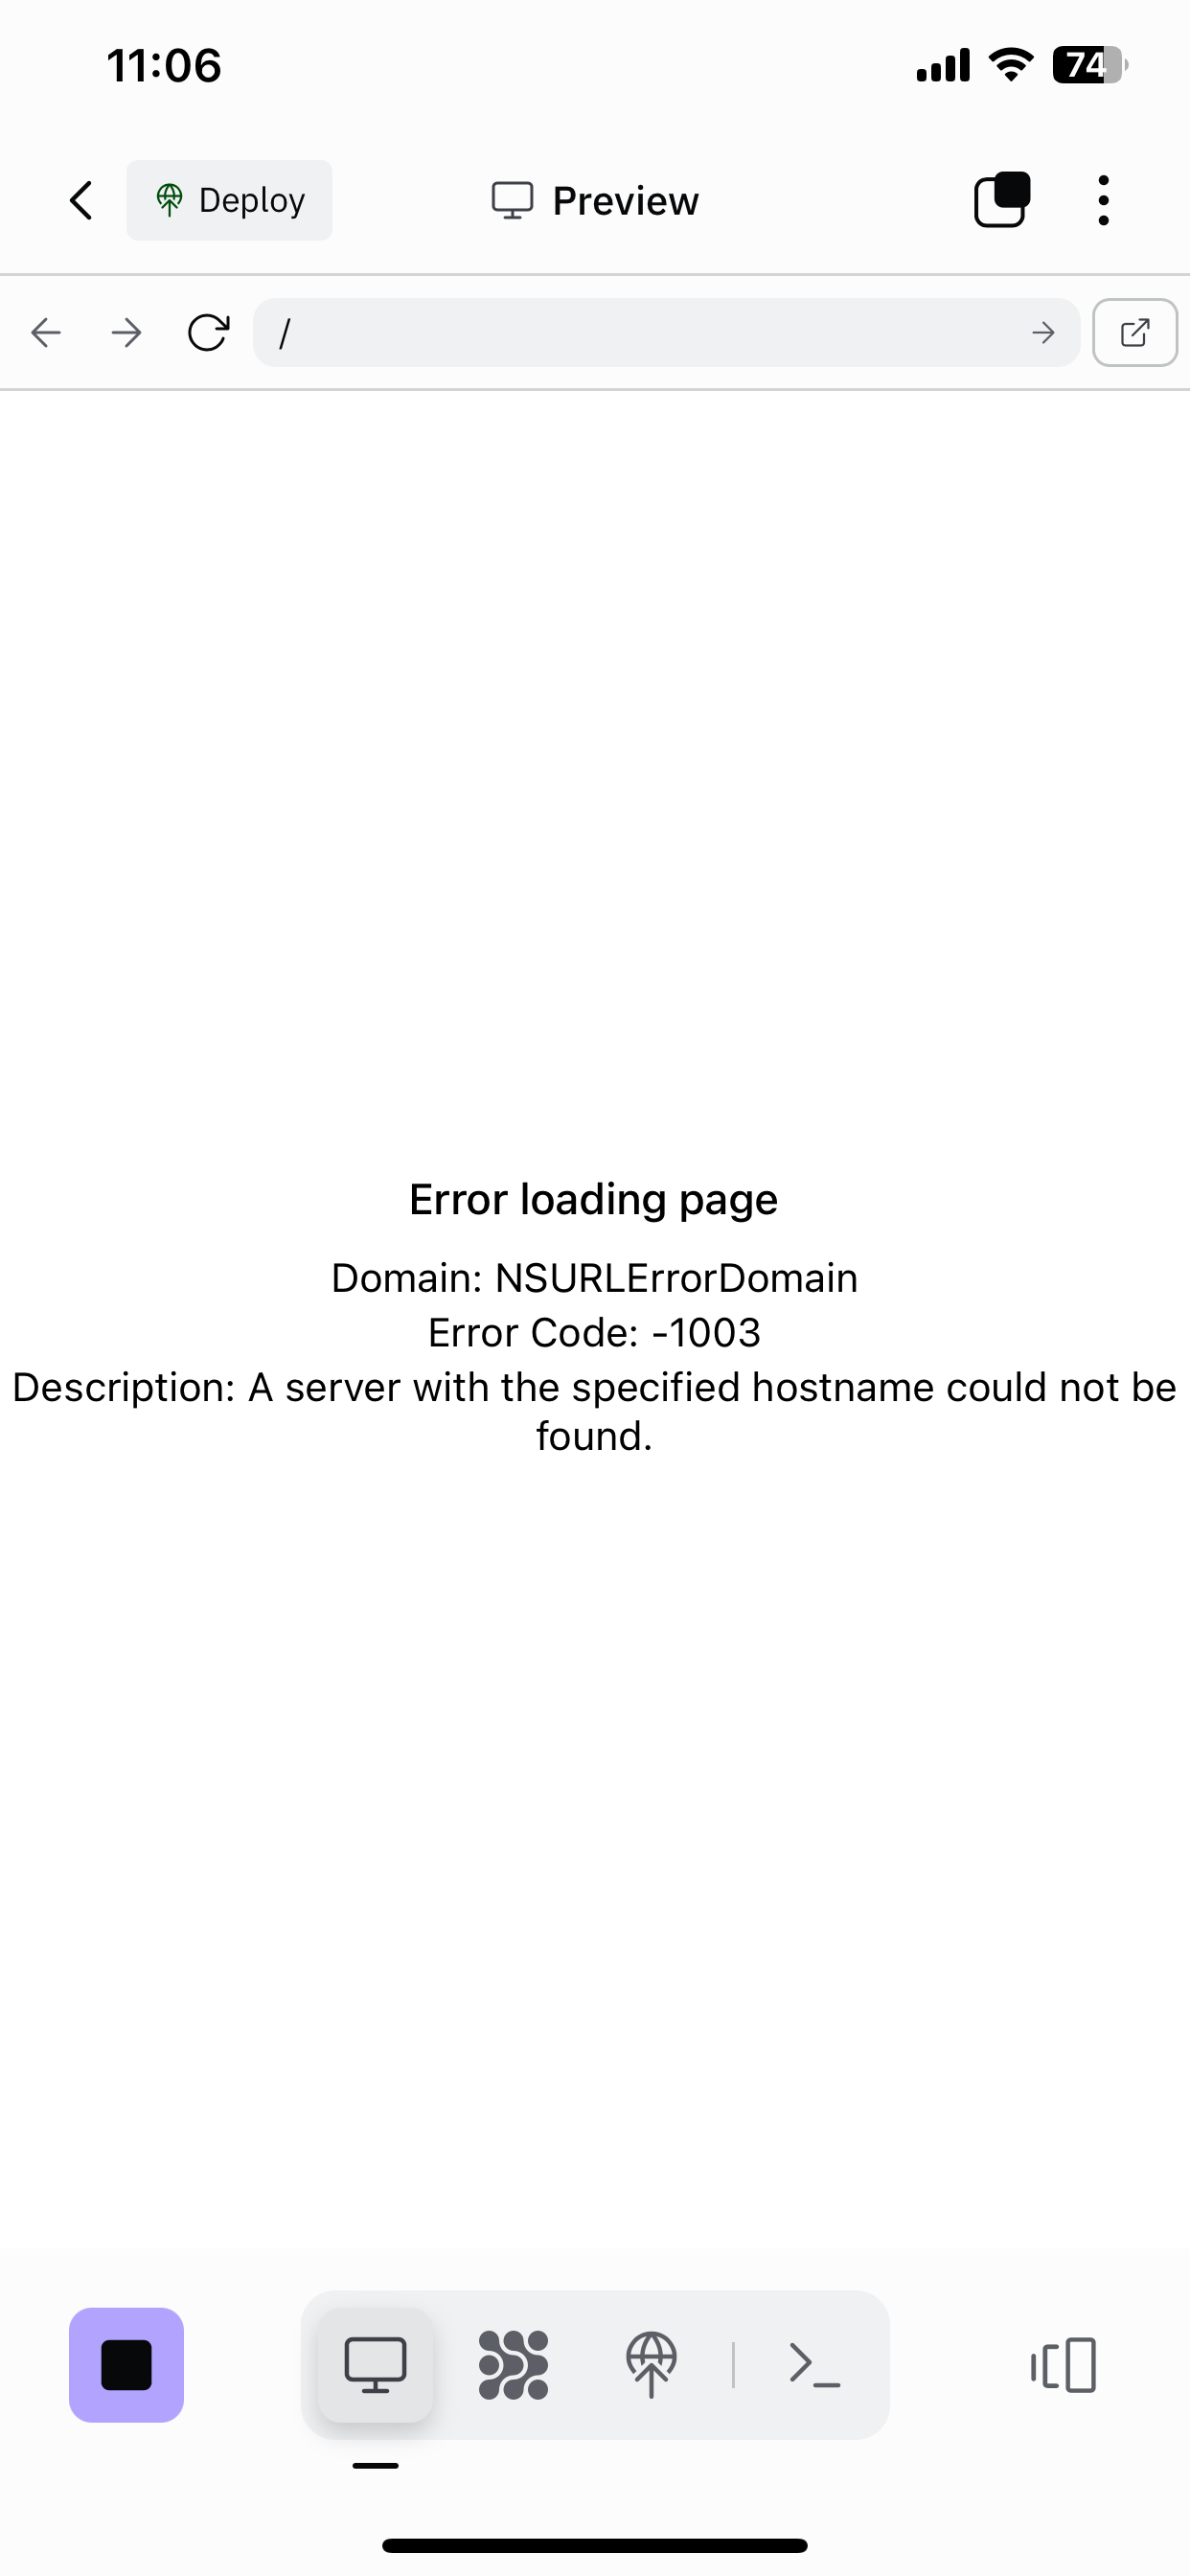 11:06
74
Deploy
Preview
/
Error loading page
Domain: NSURLErrorDomain
Error Code: -1003
Description: A server with the specified hostname could not be
found.